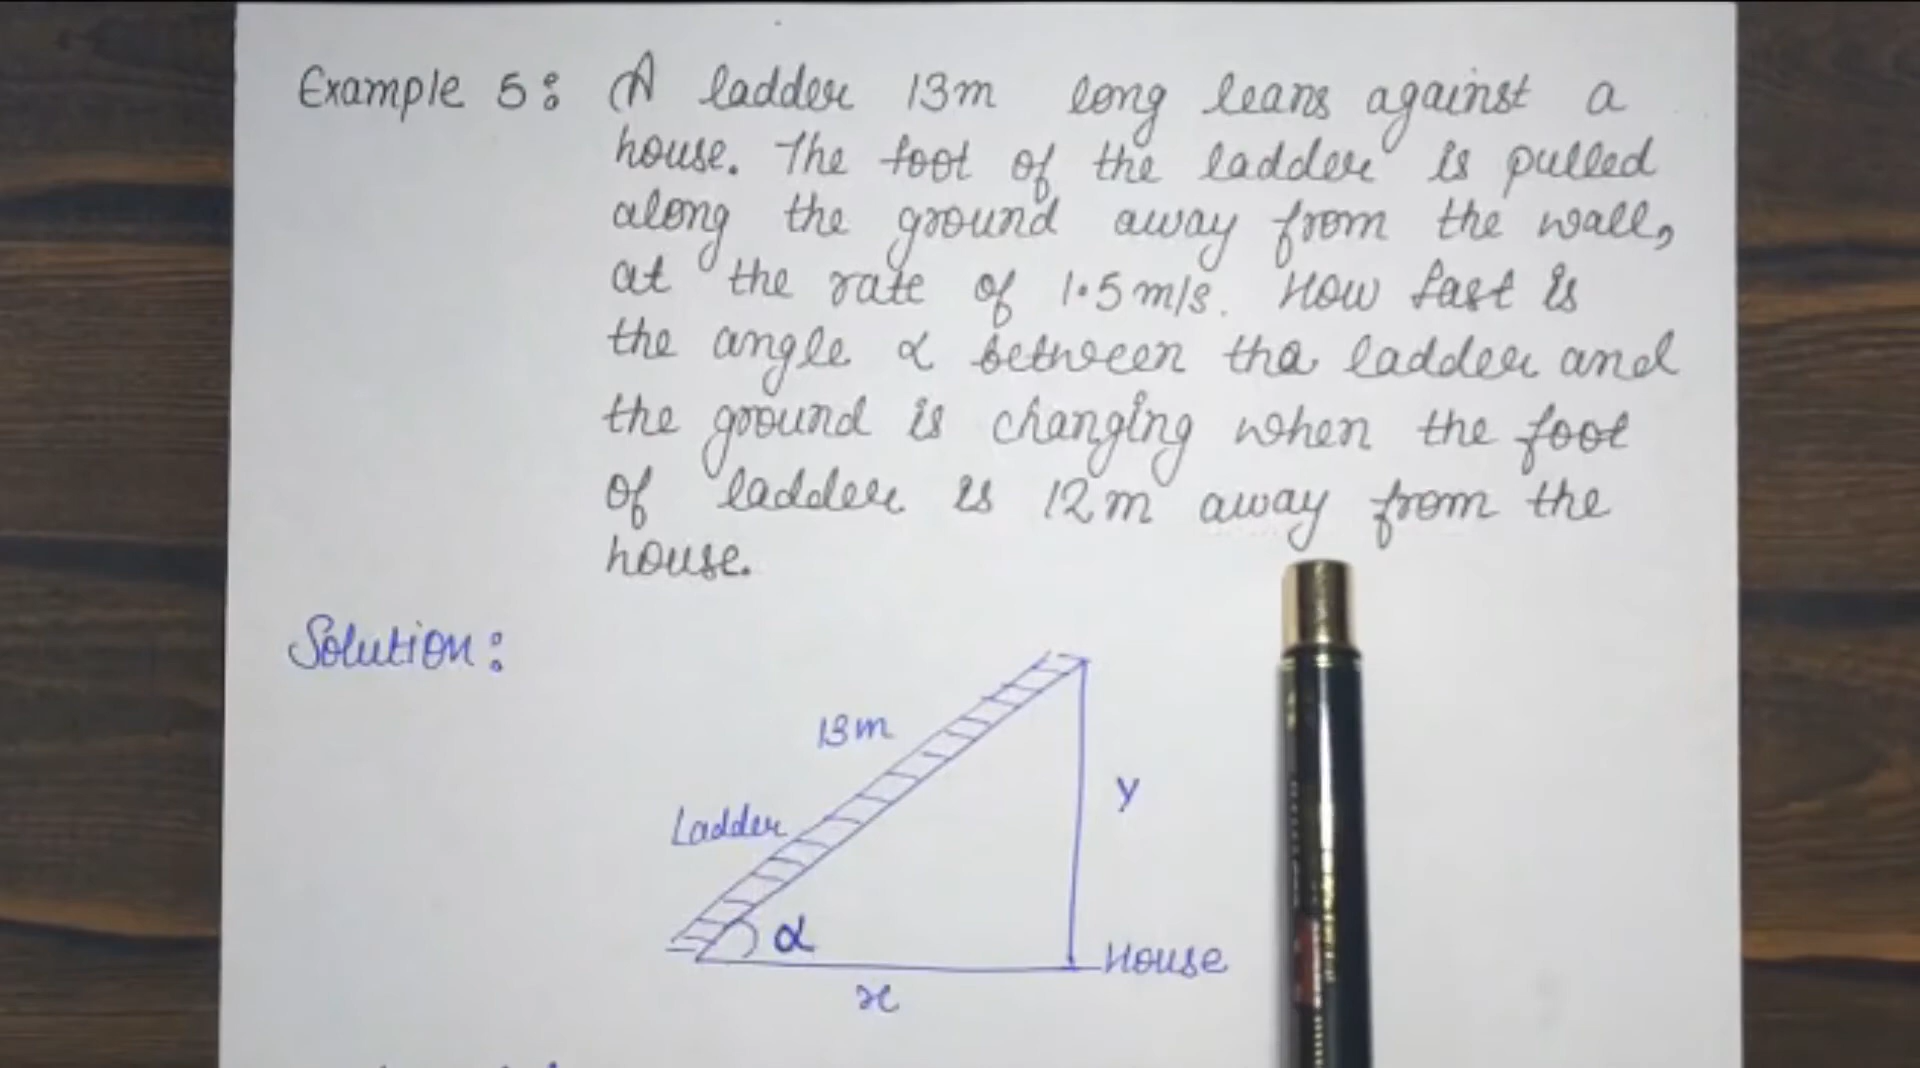 Example 5: A ladder 13m long leans against a
house. The foot of the ladder is pulled
along the ground away from the wall,
at the rate of 1.5m/s. How fast is
the angle α between the ladder and
the ground is changing when the foot
of ladder is 12m away from the
house.
Solution:
13m
y
Ladder
α
House
x